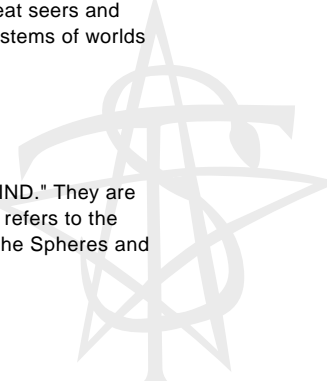 eat seers and
stems of worlds
IND." They are
refers to the
he Spheres and